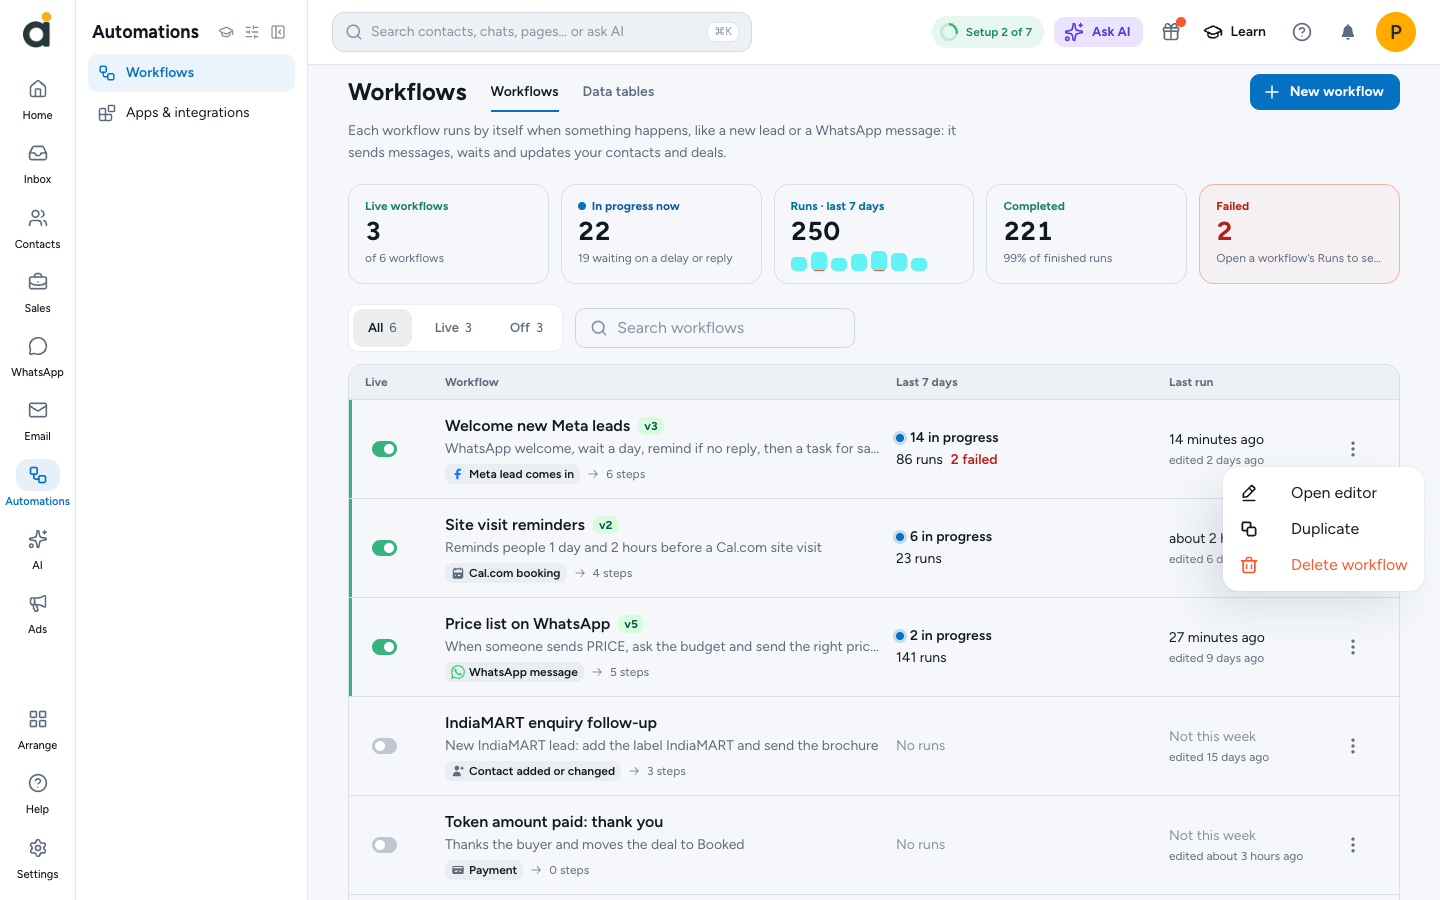 Automations
Search contacts, chats, pages... or ask AI
⌘K
Setup 2 of 7
Ask AI
Learn
P
Home
Inbox
Contacts
Sales
WhatsApp
Email
Automations
AI
Ads
Arrange
Help
Settings
Workflows
Apps & integrations
Workflows
Workflows
Data tables
New workflow
Each workflow runs by itself when something happens, like a new lead or a WhatsApp message: it
sends messages, waits and updates your contacts and deals.
Live workflows
3
of 6 workflows
In progress now
22
19 waiting on a delay or reply
Runs · last 7 days
250
Completed
221
99% of finished runs
Failed
2
Open a workflow's Runs to se...
All 6
Live 3
Off 3
Search workflows
Live
Workflow
Last 7 days
Last run
Welcome new Meta leads v3
WhatsApp welcome, wait a day, remind if no reply, then a task for sa...
Meta lead comes in → 6 steps
14 in progress
86 runs 2 failed
14 minutes ago
edited 2 days ago
Open editor
Duplicate
Delete workflow
Site visit reminders v2
Reminds people 1 day and 2 hours before a Cal.com site visit
Cal.com booking → 4 steps
6 in progress
23 runs
about 2
edited 6
Price list on WhatsApp v5
When someone sends PRICE, ask the budget and send the right pric...
WhatsApp message → 5 steps
2 in progress
141 runs
27 minutes ago
edited 9 days ago
IndiaMART enquiry follow-up
New IndiaMART lead: add the label IndiaMART and send the brochure
Contact added or changed → 3 steps
No runs
Not this week
edited 15 days ago
Token amount paid: thank you
Thanks the buyer and moves the deal to Booked
Payment → 0 steps
No runs
Not this week
edited about 3 hours ago